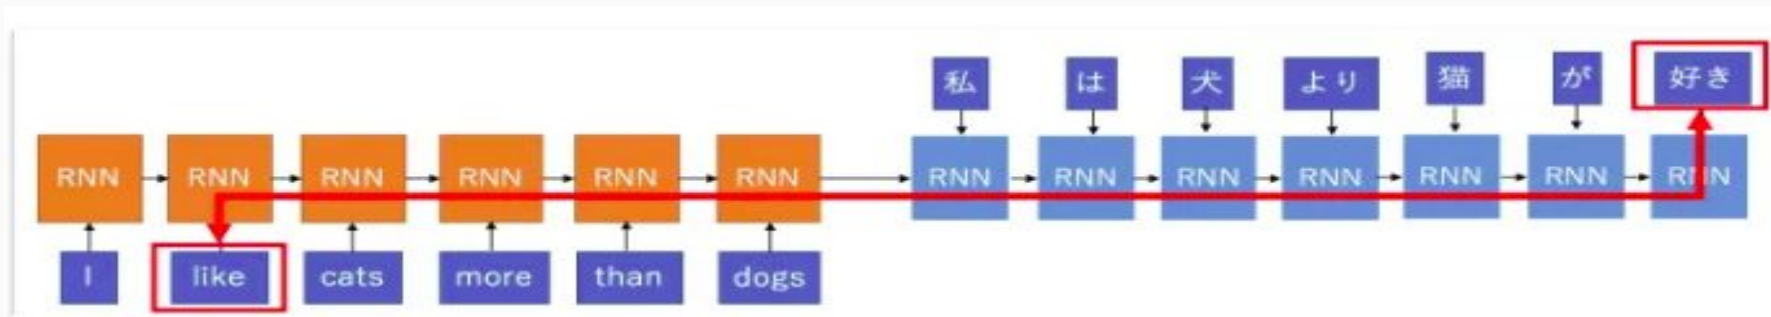 私 は 犬 より 猫 が 好き
RNN RNN RNN RNN RNN RNN RNN RNN RNN RNN RNN RNN RNN
I like cats more than dogs